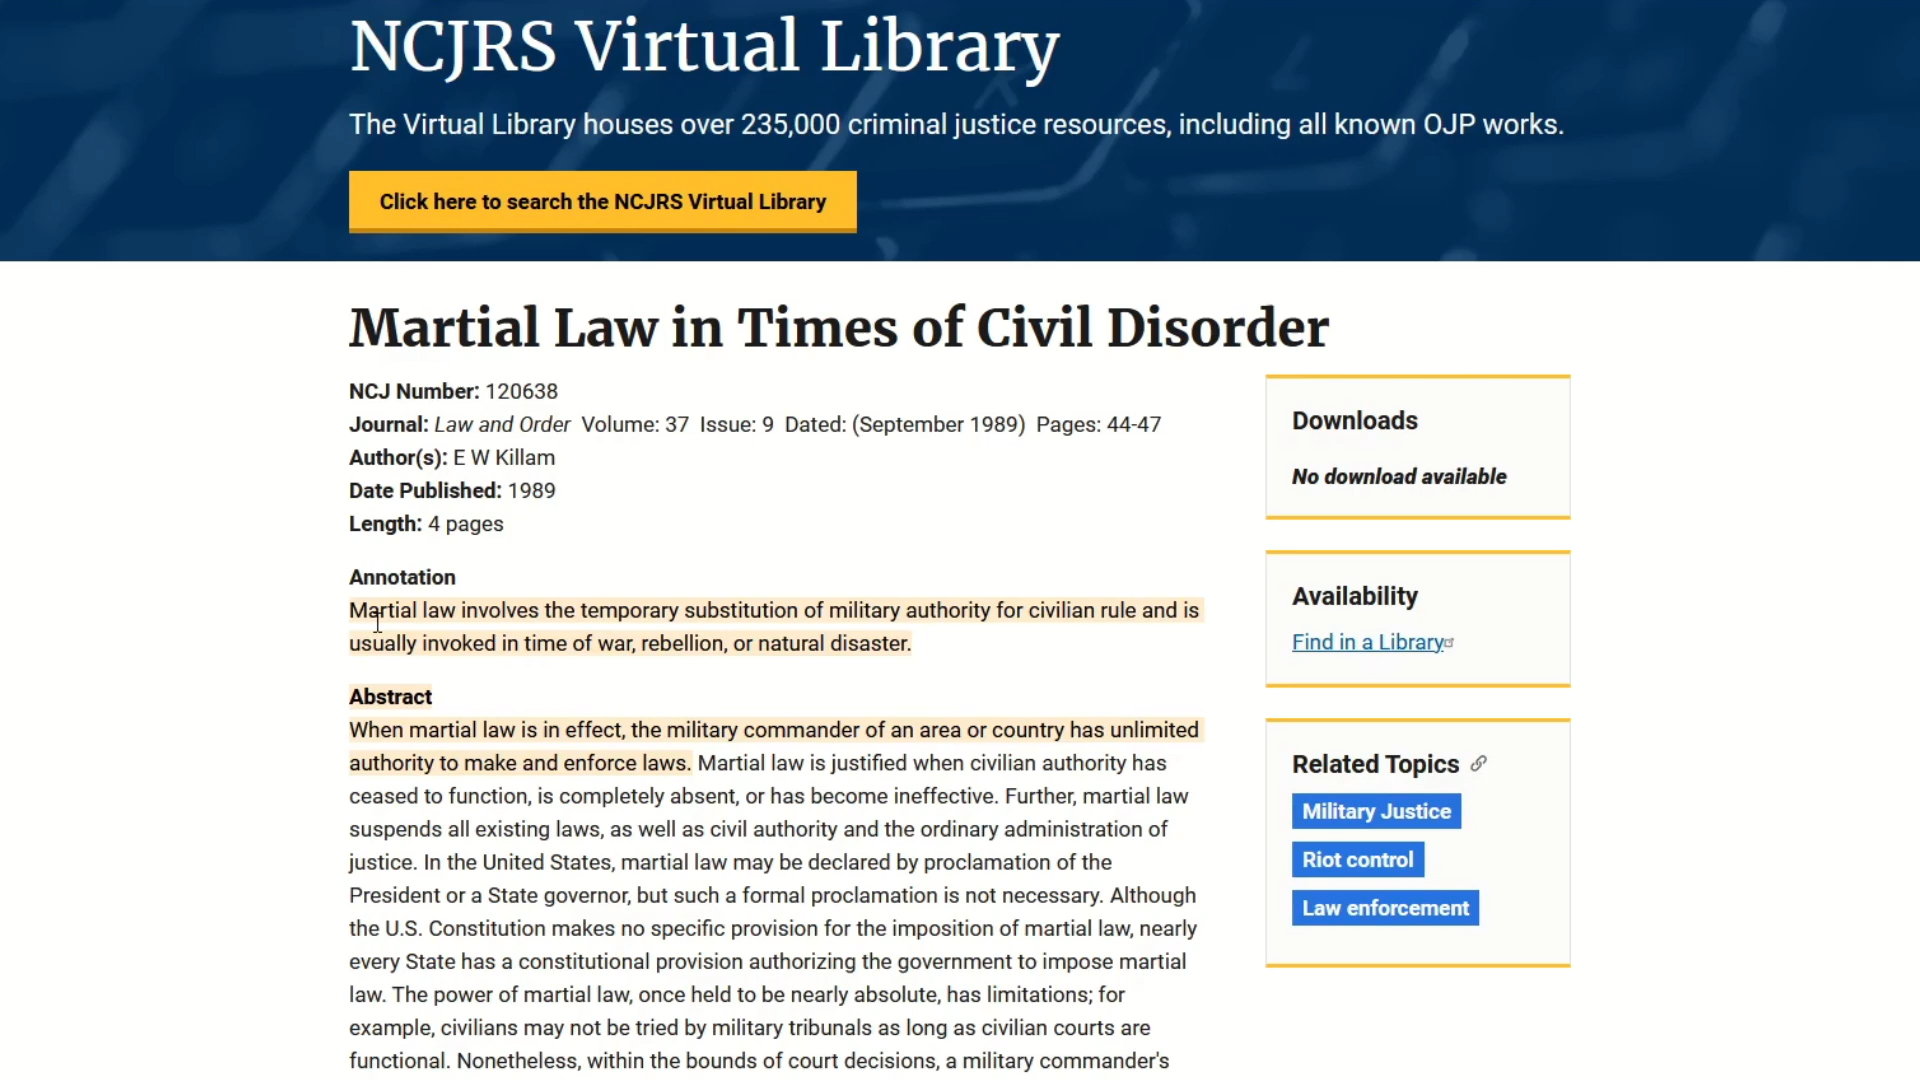 NCJRS Virtual Library
The Virtual Library houses over 235,000 criminal justice resources, including all known OJP works.
Click here to search the NCJRS Virtual Library
Martial Law in Times of Civil Disorder
NCJ Number: 120638
Journal: Law and Order Volume: 37 Issue: 9 Dated: (September 1989) Pages: 44-47
Author(s): E W Killam
Date Published: 1989
Length: 4 pages
Annotation
Martial law involves the temporary substitution of military authority for civilian rule and is
usually invoked in time of war, rebellion, or natural disaster.
Abstract
When martial law is in effect, the military commander of an area or country has unlimited
authority to make and enforce laws. Martial law is justified when civilian authority has
ceased to function, is completely absent, or has become ineffective. Further, martial law
suspends all existing laws, as well as civil authority and the ordinary administration of
justice. In the United States, martial law may be declared by proclamation of the
President or a State governor, but such a formal proclamation is not necessary. Although
the U.S. Constitution makes no specific provision for the imposition of martial law, nearly
every State has a constitutional provision authorizing the government to impose martial
law. The power of martial law, once held to be nearly absolute, has limitations; for
example, civilians may not be tried by military tribunals as long as civilian courts are
functional. Nonetheless, within the bounds of court decisions, a military commander's
Downloads
No download available
Availability
Find in a Library
Related Topics
Military Justice
Riot control
Law enforcement